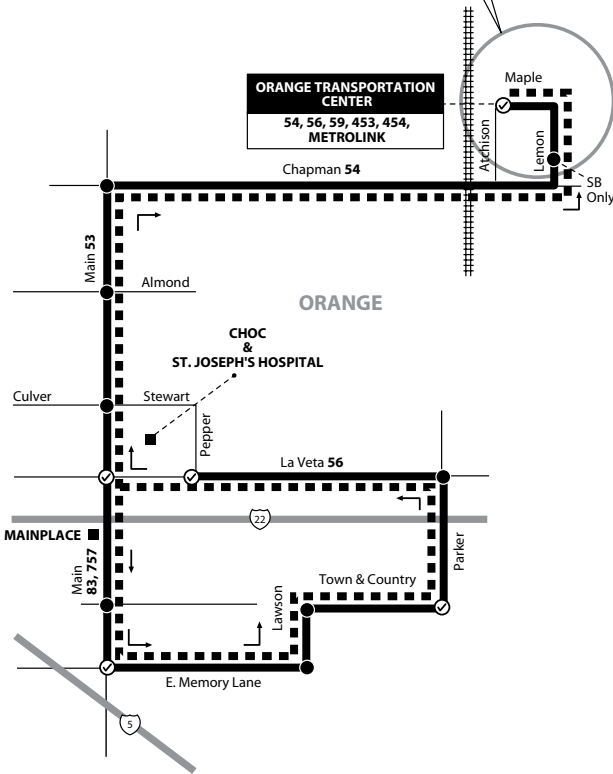 Maple
ORANGE TRANSPORTATION
CENTER
54, 56, 59, 453, 454,
METROLINK
Atchison
Lemon
Chapman 54
SB
Only
Main 53
Almond
ORANGE
CHOC
&
ST. JOSEPH'S HOSPITAL
Culver
Stewart
Pepper
La Veta 56
22
MAINPLACE
Main
83, 757
Parker
Town & Country
Lawson
E. Memory Lane
5